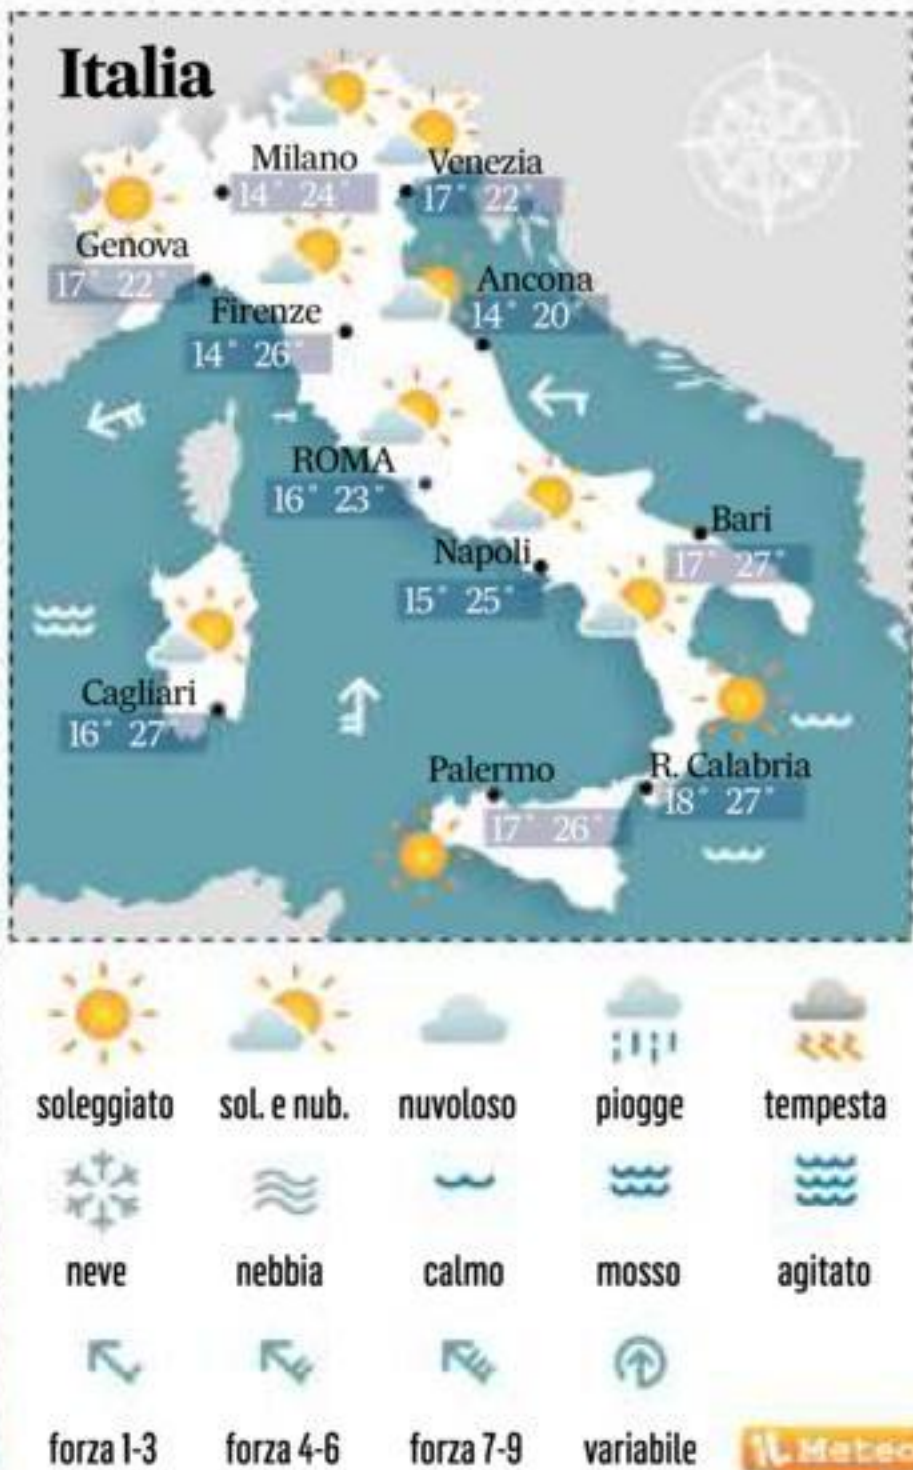 Italia
Milano
14° 24°
Venezia
17° 22°
Genova
17° 22°
Firenze
14° 26°
Ancona
14° 20°
ROMA
16° 23°
Bari
17° 27°
Napoli
15° 25°
Cagliari
16° 27°
Palermo
17° 26°
R. Calabria
18° 27°
soleggiato sol. e nub. nuvoloso piogge tempesta
neve nebbia calmo mosso agitato
forza 1-3 forza 4-6 forza 7-9 variabile
iL Meteo